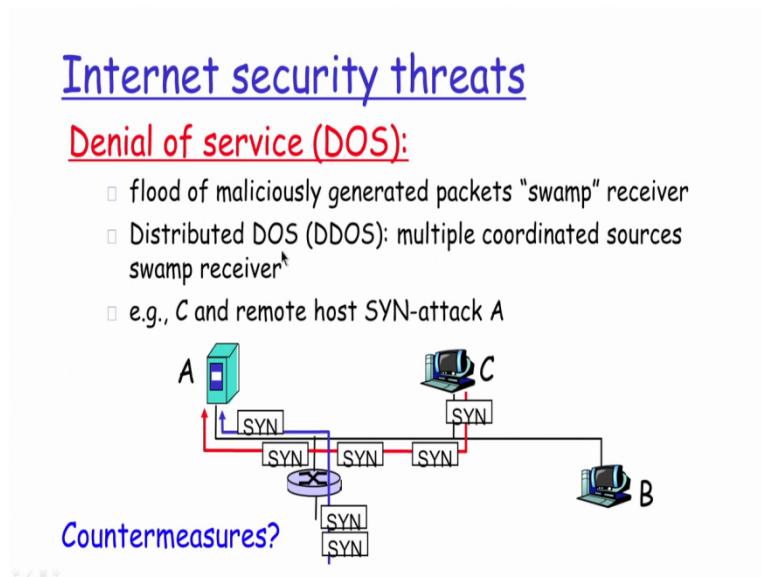 Internet security threats
Denial of service (DOS):
flood of maliciously generated packets “swamp” receiver
Distributed DOS (DDOS): multiple coordinated sources
swamp receiver
e.g., C and remote host SYN-attack A
A
C
SYN
SYN
SYN
SYN
SYN
B
SYN
SYN
Countermeasures?